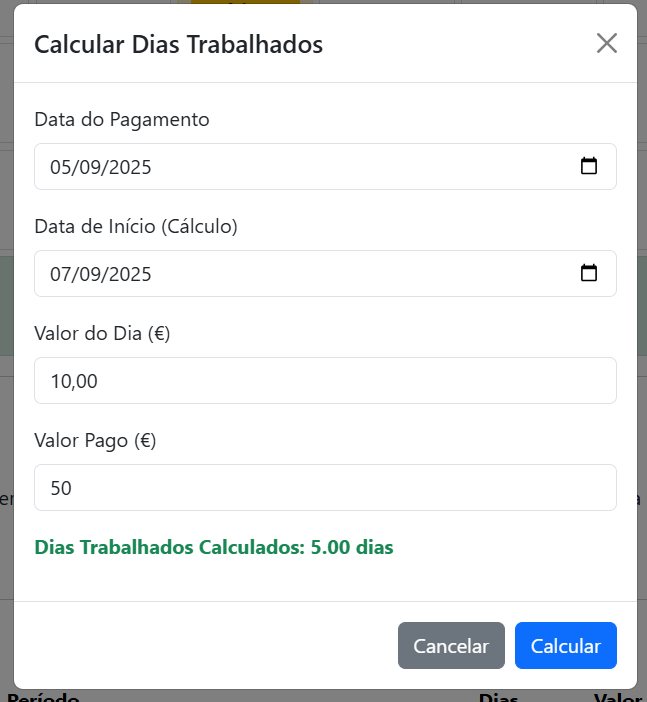 Calcular Dias Trabalhados
Data do Pagamento
05/09/2025
Data de Início (Cálculo)
07/09/2025
Valor do Dia (€)
10,00
Valor Pago (€)
50
Dias Trabalhados Calculados: 5.00 dias
Cancelar Calcular
Período Dias Valor